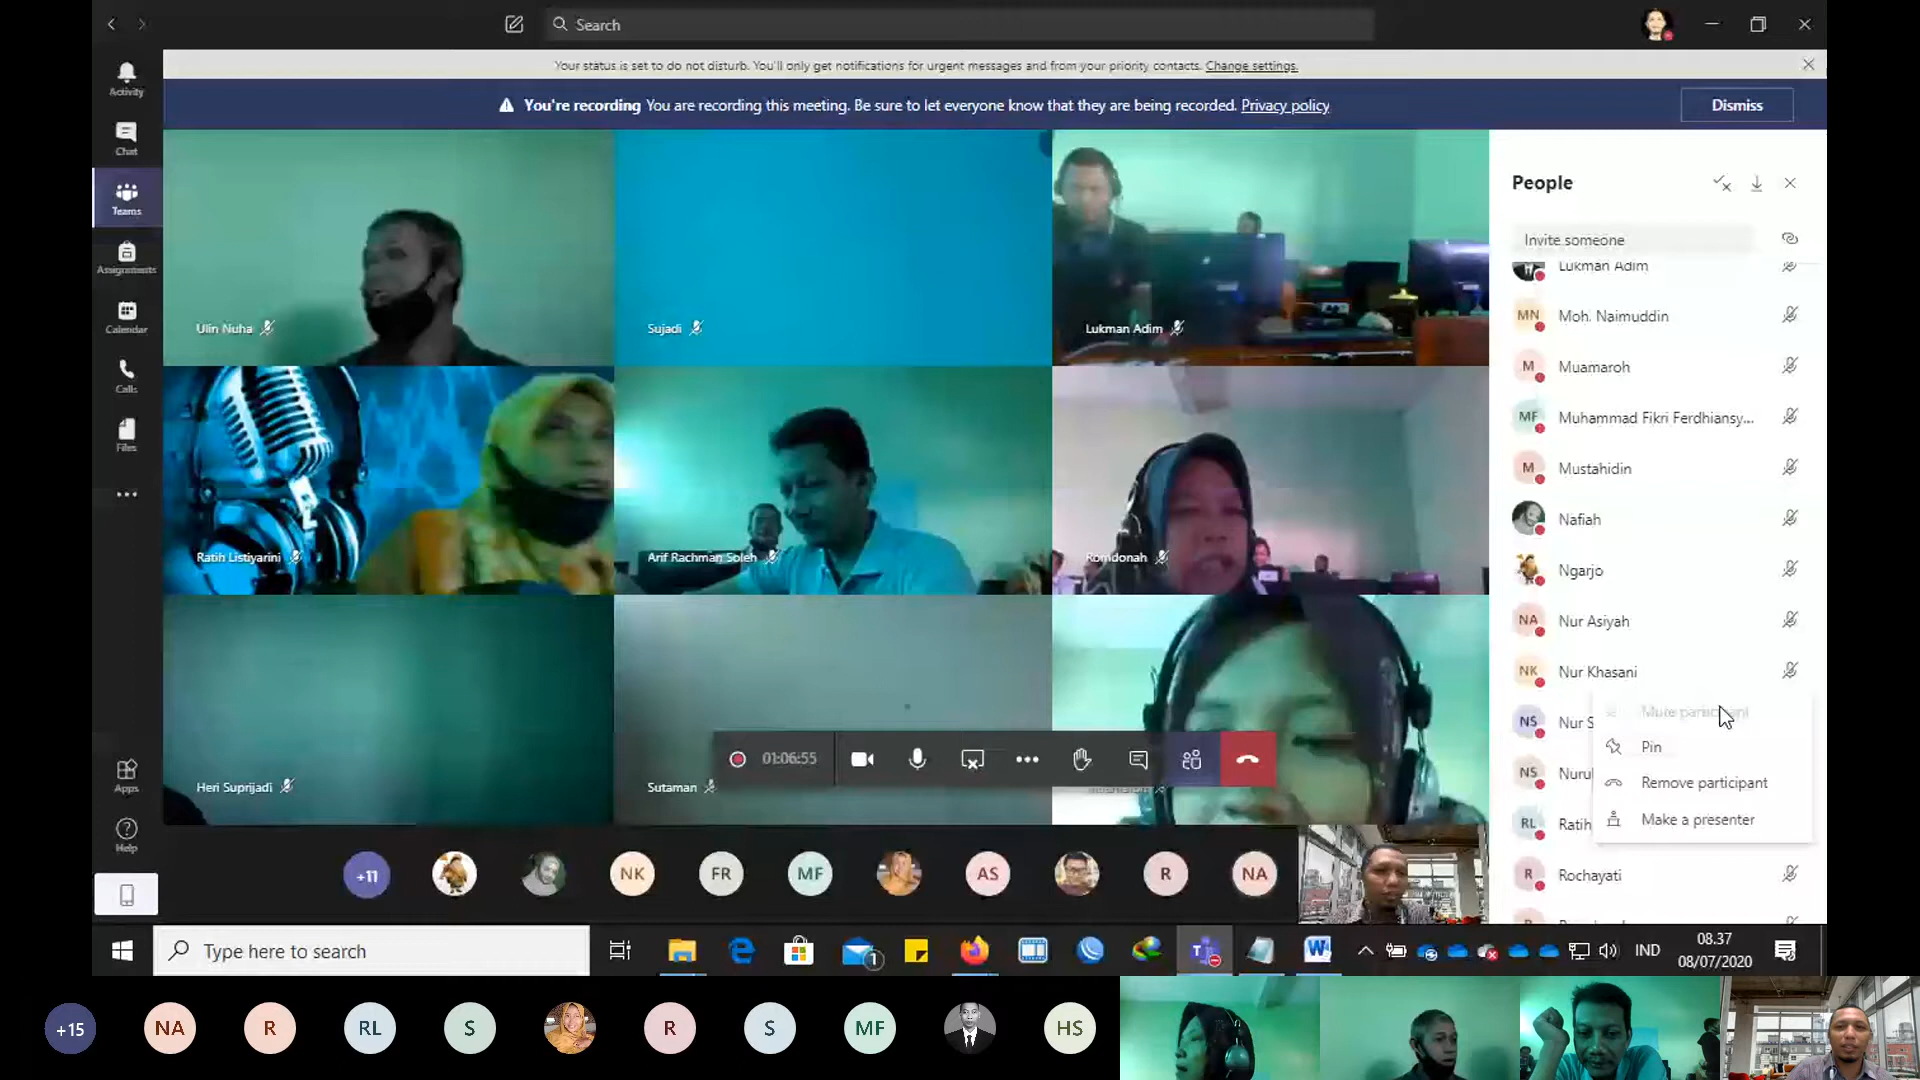 Search
Your status is set to do not disturb. You'll only get notifications for urgent messages and from your priority contacts. Change settings.
You're recording You are recording this meeting. Be sure to let everyone know that they are being recorded. Privacy policy
Dismiss
Activity
Chat
Teams
Assignments
Calendar
Calls
Files
Apps
Help
Ulin Nuha
Sujadi
Lukman Adim
Ratih Listiyarini
Arif Rachman Soleh
Romdonah
Heri Suprijadi
Sutaman
01:06:55
People
Invite someone
Lukman Adim
MN Moh. Naimuddin
M Muamaroh
MF Muhammad Fikri Ferdhiansy...
M Mustahidin
Nafiah
Ngarjo
NA Nur Asiyah
NK Nur Khasani
NS Nur S
NS Nurul
RL Ratih
R Rochayati
Mute participant
Pin
Remove participant
Make a presenter
+11
NK
FR
MF
AS
R
NA
Type here to search
1
IND
08.37
08/07/2020
+15
NA
R
RL
S
R
S
MF
HS